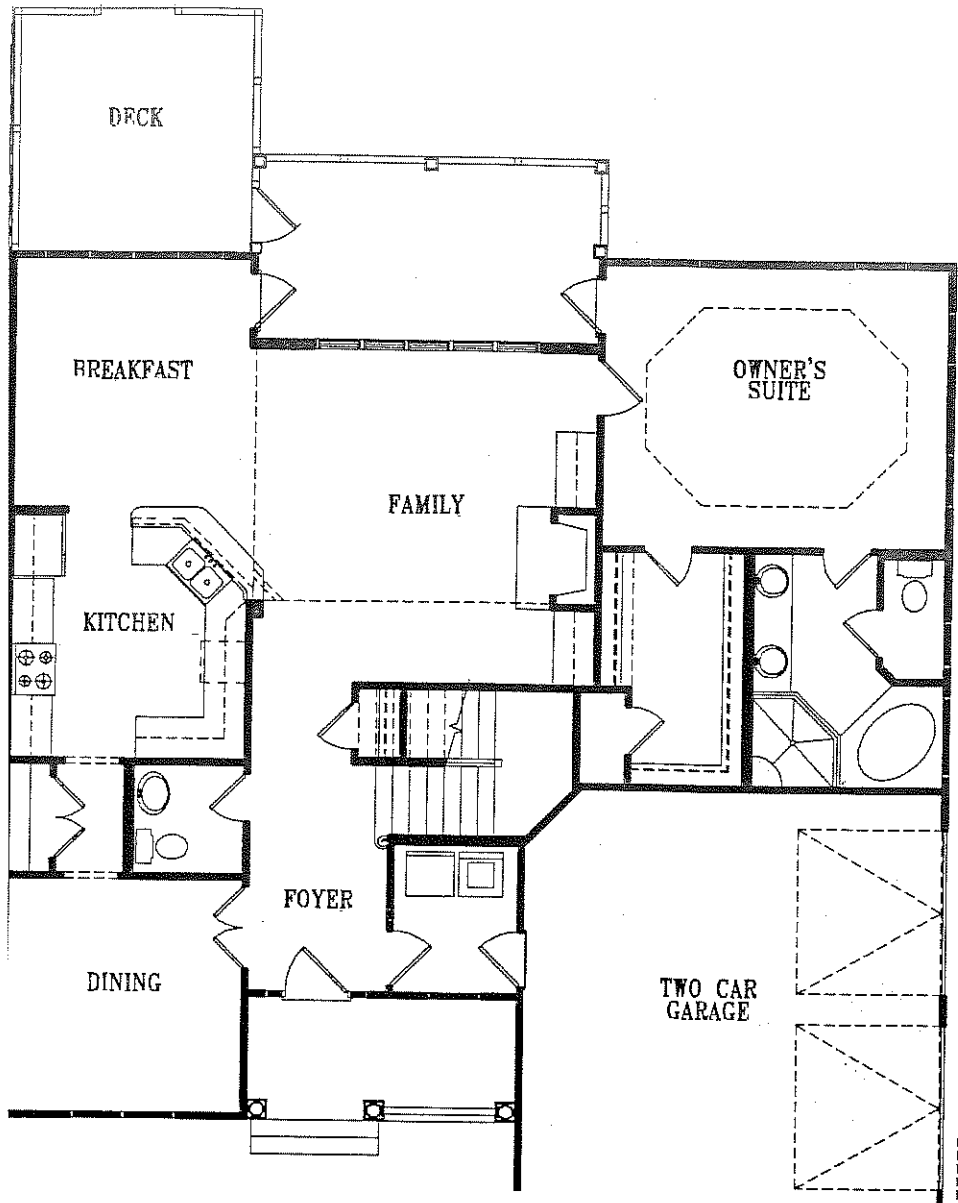 DECK
BREAKFAST
OWNER'S
SUITE
FAMILY
KITCHEN
FOYER
DINING
TWO CAR
GARAGE